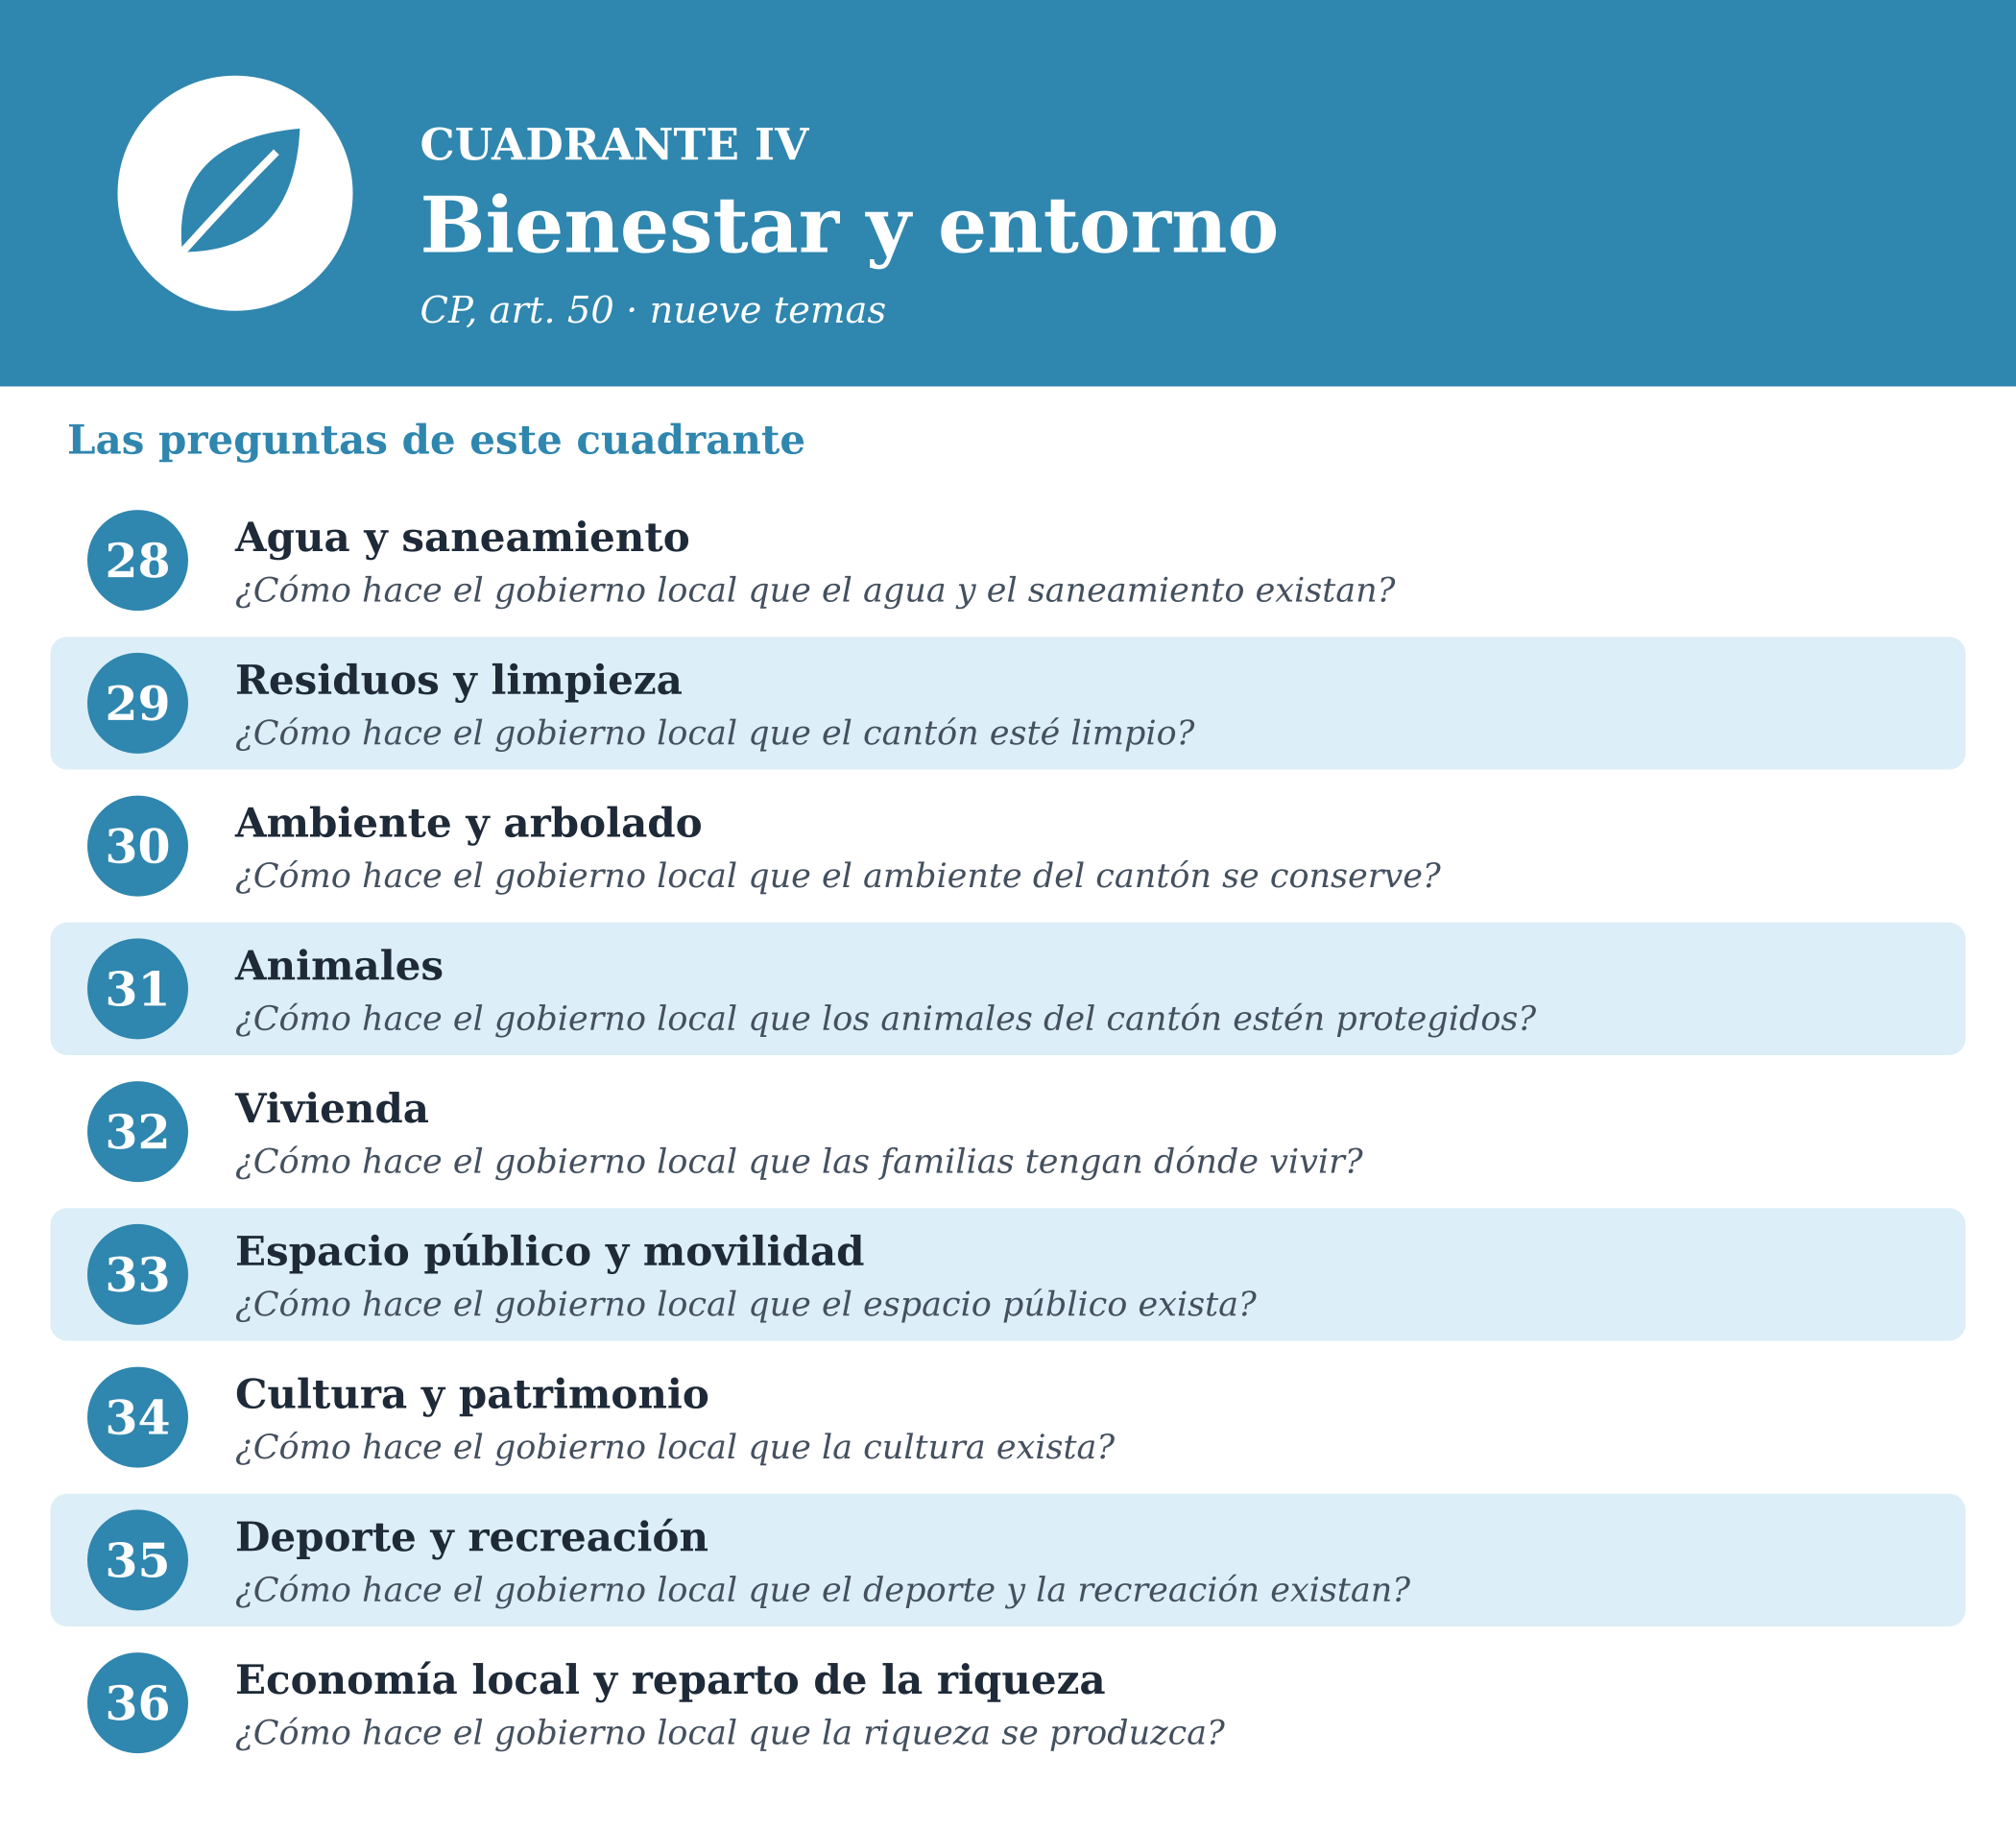 CUADRANTE IV
Bienestar y entorno
CP, art. 50 · nueve temas
Las preguntas de este cuadrante
28
Agua y saneamiento
¿Cómo hace el gobierno local que el agua y el saneamiento existan?
29
Residuos y limpieza
¿Cómo hace el gobierno local que el cantón esté limpio?
30
Ambiente y arbolado
¿Cómo hace el gobierno local que el ambiente del cantón se conserve?
31
Animales
¿Cómo hace el gobierno local que los animales del cantón estén protegidos?
32
Vivienda
¿Cómo hace el gobierno local que las familias tengan dónde vivir?
33
Espacio público y movilidad
¿Cómo hace el gobierno local que el espacio público exista?
34
Cultura y patrimonio
¿Cómo hace el gobierno local que la cultura exista?
35
Deporte y recreación
¿Cómo hace el gobierno local que el deporte y la recreación existan?
36
Economía local y reparto de la riqueza
¿Cómo hace el gobierno local que la riqueza se produzca?